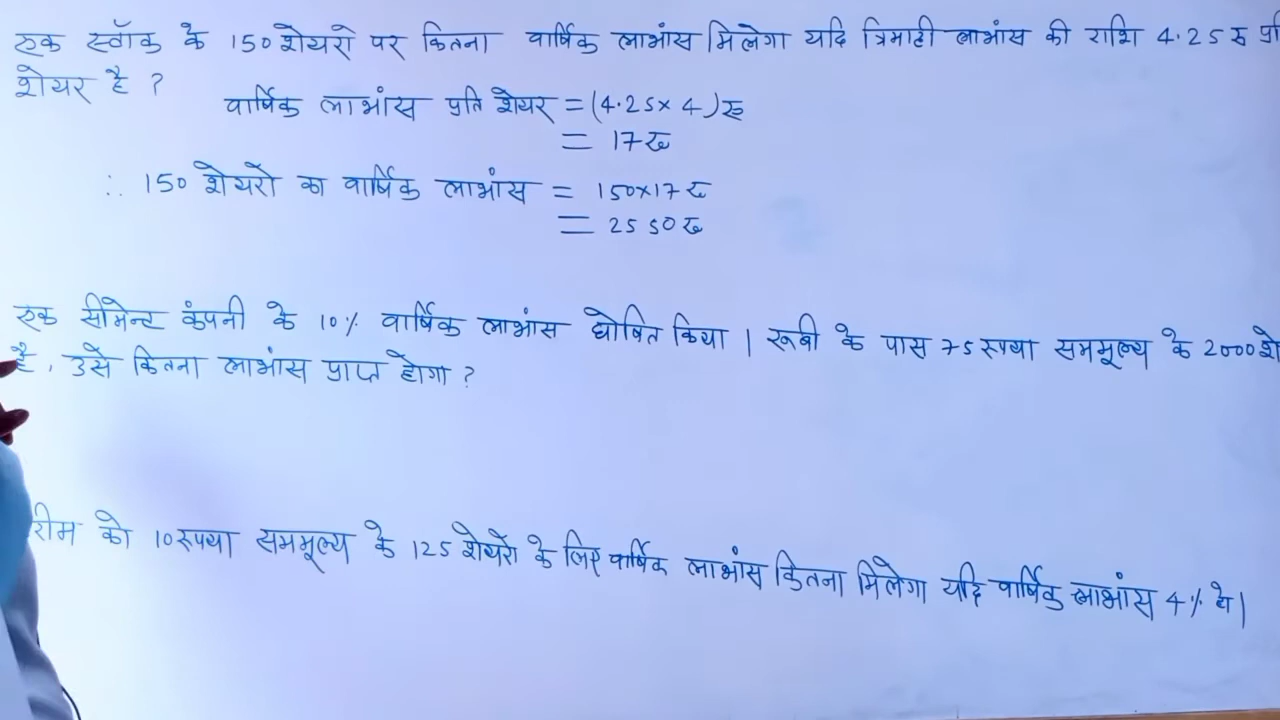 एक स्टॉक के 150 शेयरों पर कितना वार्षिक लाभांस मिलेगा यदि त्रिमाही लाभांस की राशि 4.25 रु प्र
शेयर है ?
वार्षिक लाभांस प्रति शेयर = (4.25 × 4) रु
= 17 रु
∴ 150 शेयरों का वार्षिक लाभांस = 150×17 रु
= 2550 रु
एक सीमेन्ट कंपनी के 10% वार्षिक लाभांस घोषित किया । रूबी के पास 75 रुपया सममूल्य के 2000 शे
है, उसे कितना लाभांस प्राप्त होगा ?
रीम को 10 रुपया सममूल्य के 125 शेयरों के लिए वार्षिक लाभांस कितना मिलेगा यदि वार्षिक लाभांस 4% हो।